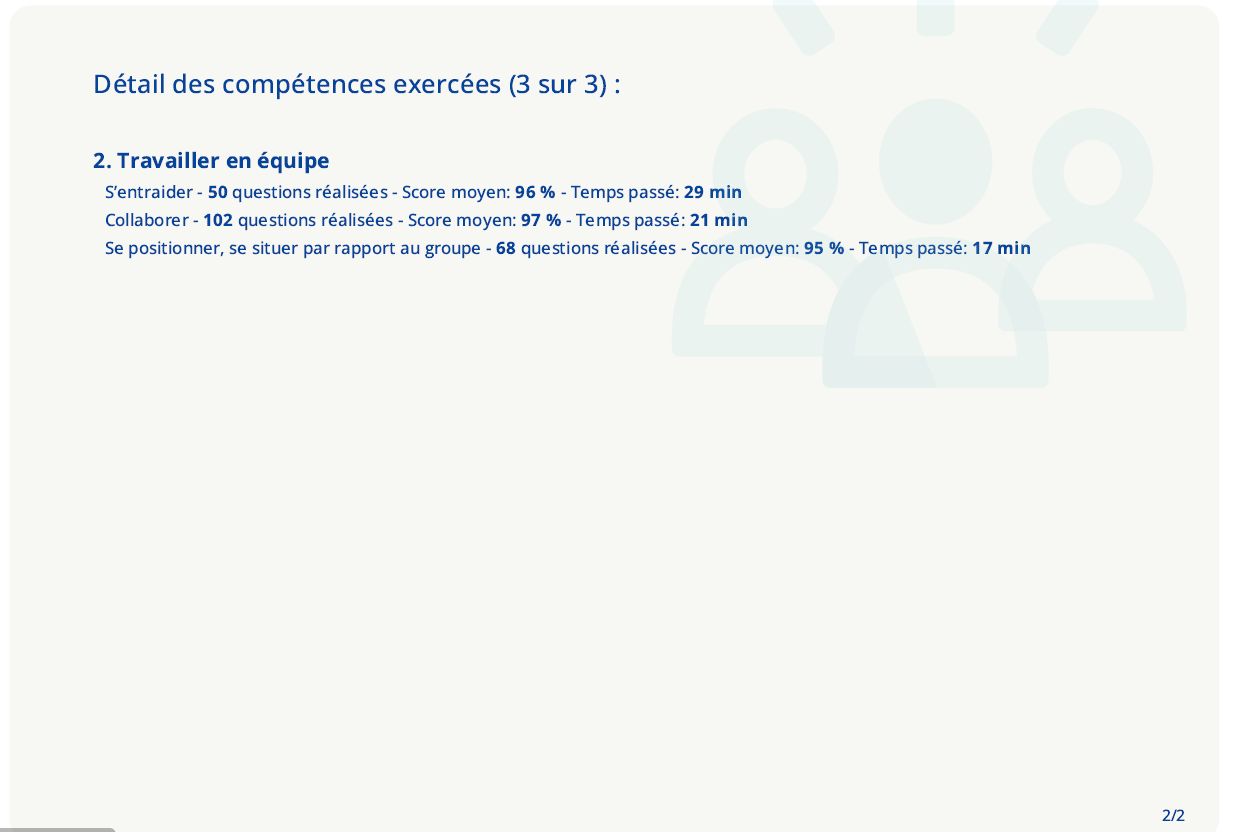 Détail des compétences exercées (3 sur 3) :
2. Travailler en équipe
S’entraider - 50 questions réalisées - Score moyen: 96 % - Temps passé: 29 min
Collaborer - 102 questions réalisées - Score moyen: 97 % - Temps passé: 21 min
Se positionner, se situer par rapport au groupe - 68 questions réalisées - Score moyen: 95 % - Temps passé: 17 min
2/2